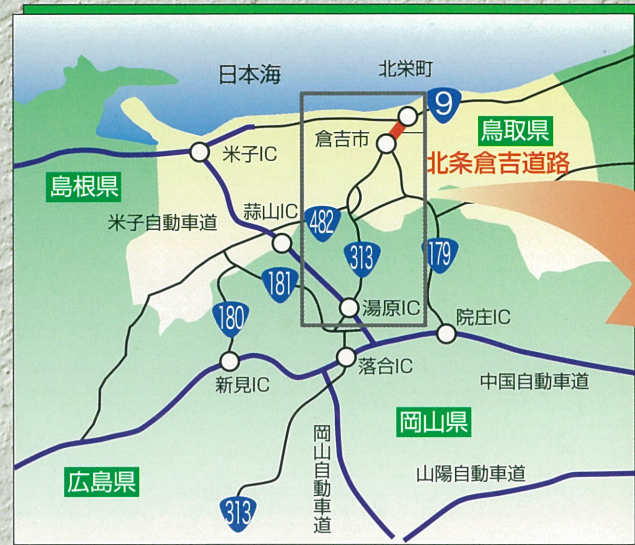 日本海
北栄町
9
倉吉市
鳥取県
米子IC
北条倉吉道路
島根県
蒜山IC
米子自動車道
482
313
179
181
湯原IC
180
院庄IC
新見IC
落合IC
中国自動車道
岡山県
岡山自動車道
広島県
山陽自動車道
313